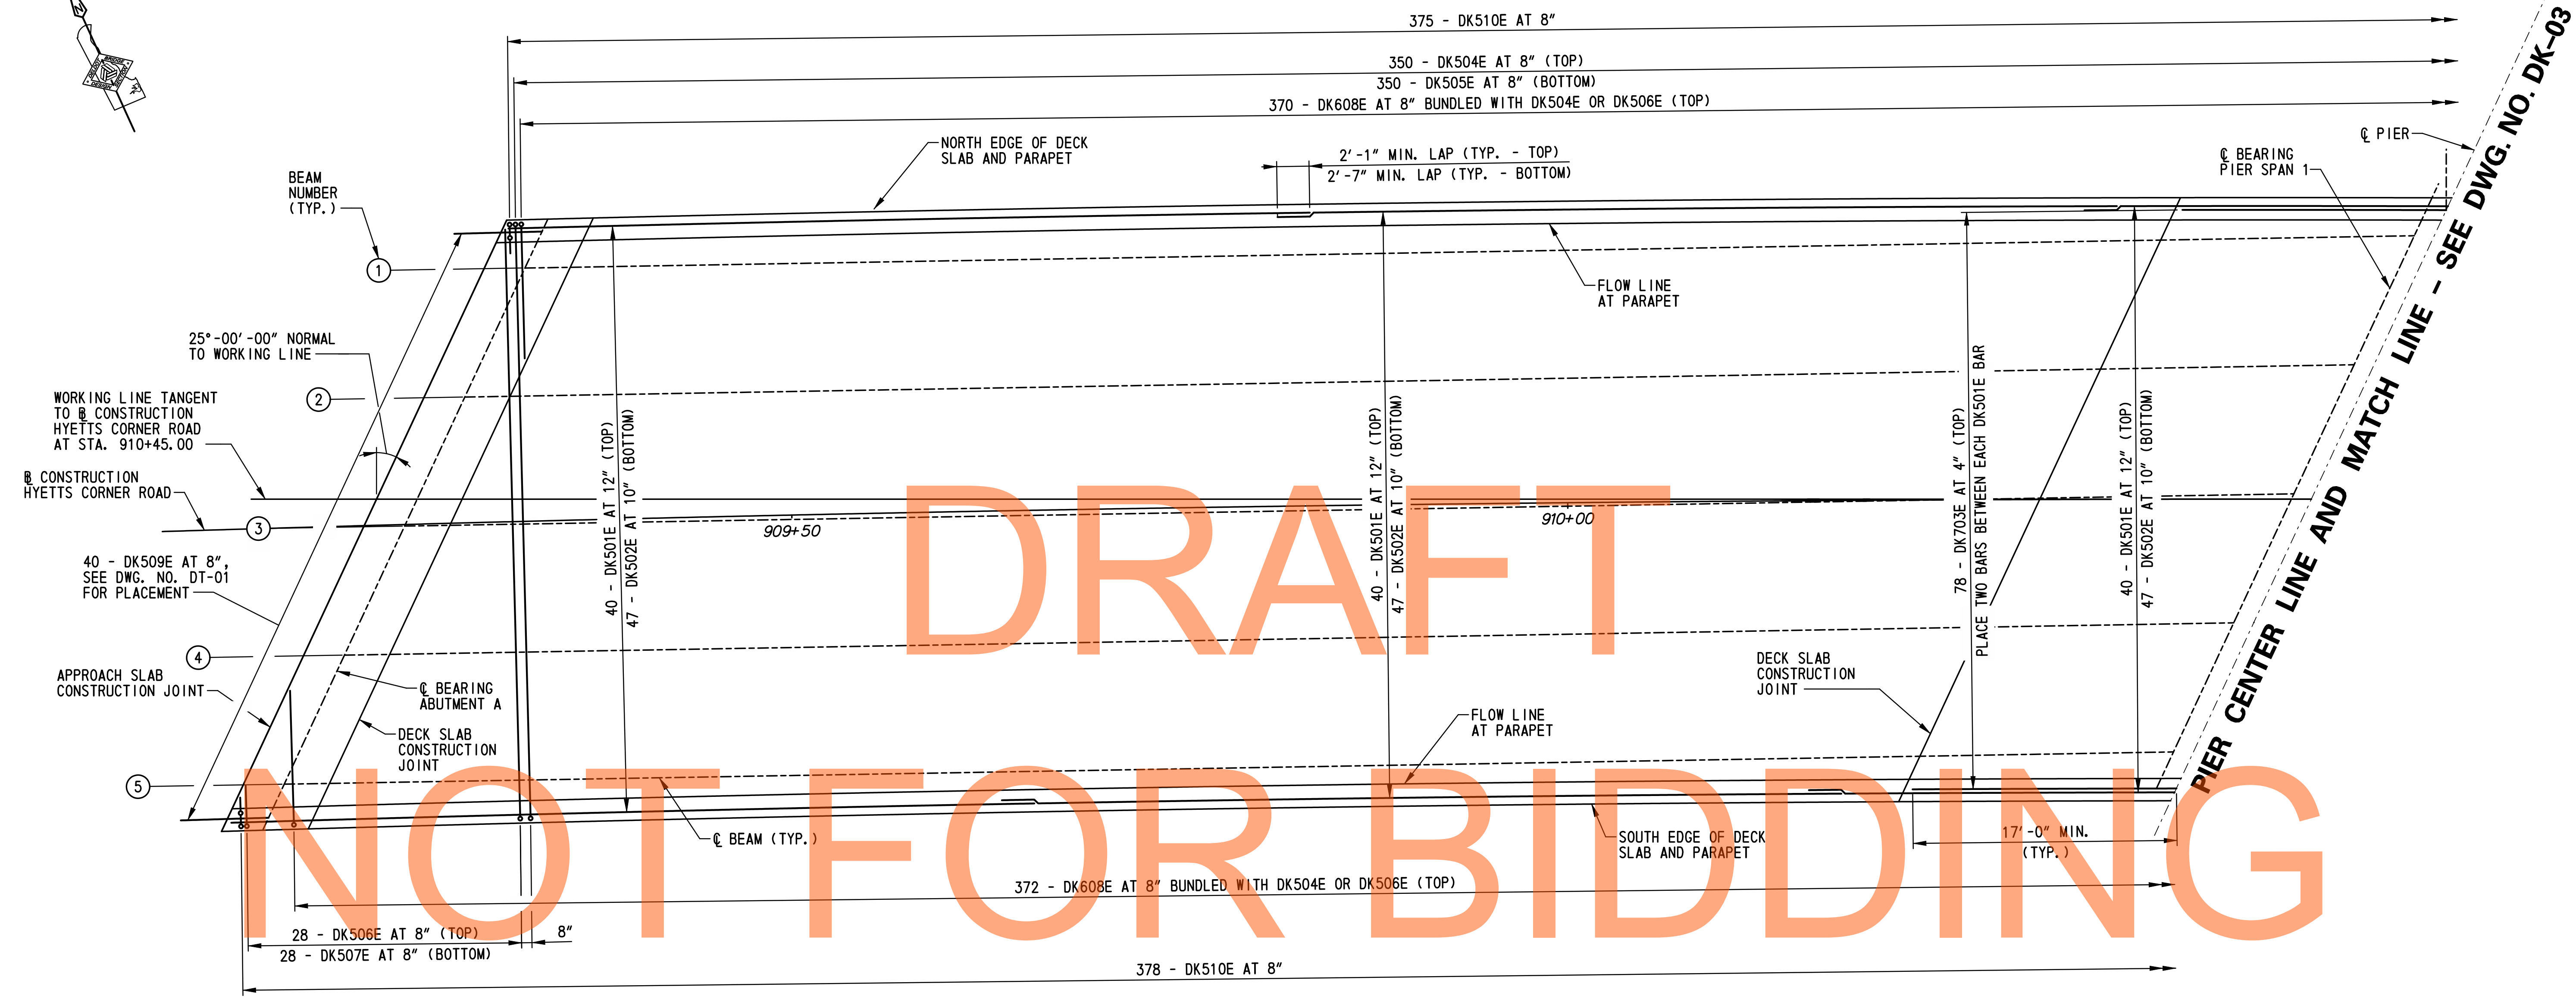 375 - DK510E AT 8"
350 - DK504E AT 8" (TOP)
350 - DK505E AT 8" (BOTTOM)
370 - DK608E AT 8" BUNDLED WITH DK504E OR DK506E (TOP)
NORTH EDGE OF DECK
SLAB AND PARAPET
2'-1" MIN. LAP (TYP. - TOP)
2'-7" MIN. LAP (TYP. - BOTTOM)
℄ PIER
℄ BEARING
PIER SPAN 1
PIER CENTER LINE AND MATCH LINE - SEE DWG. NO. DK-03
BEAM
NUMBER
(TYP.)
1
FLOW LINE
AT PARAPET
25°-00'-00" NORMAL
TO WORKING LINE
2
WORKING LINE TANGENT
TO B CONSTRUCTION
HYETTS CORNER ROAD
AT STA. 910+45.00
B CONSTRUCTION
HYETTS CORNER ROAD
3
909+50
910+00
40 - DK501E AT 12" (TOP)
47 - DK502E AT 10" (BOTTOM)
40 - DK501E AT 12" (TOP)
47 - DK502E AT 10" (BOTTOM)
78 - DK703E AT 4" (TOP)
PLACE TWO BARS BETWEEN EACH DK501E BAR
40 - DK501E AT 12" (TOP)
47 - DK502E AT 10" (BOTTOM)
DRAFT
40 - DK509E AT 8",
SEE DWG. NO. DT-01
FOR PLACEMENT
4
APPROACH SLAB
CONSTRUCTION JOINT
℄ BEARING
ABUTMENT A
DECK SLAB
CONSTRUCTION
JOINT
DECK SLAB
CONSTRUCTION
JOINT
FLOW LINE
AT PARAPET
5
NOT FOR BIDDING
℄ BEAM (TYP.)
SOUTH EDGE OF DECK
SLAB AND PARAPET
17'-0" MIN.
(TYP.)
372 - DK608E AT 8" BUNDLED WITH DK504E OR DK506E (TOP)
28 - DK506E AT 8" (TOP)
28 - DK507E AT 8" (BOTTOM)
8"
378 - DK510E AT 8"